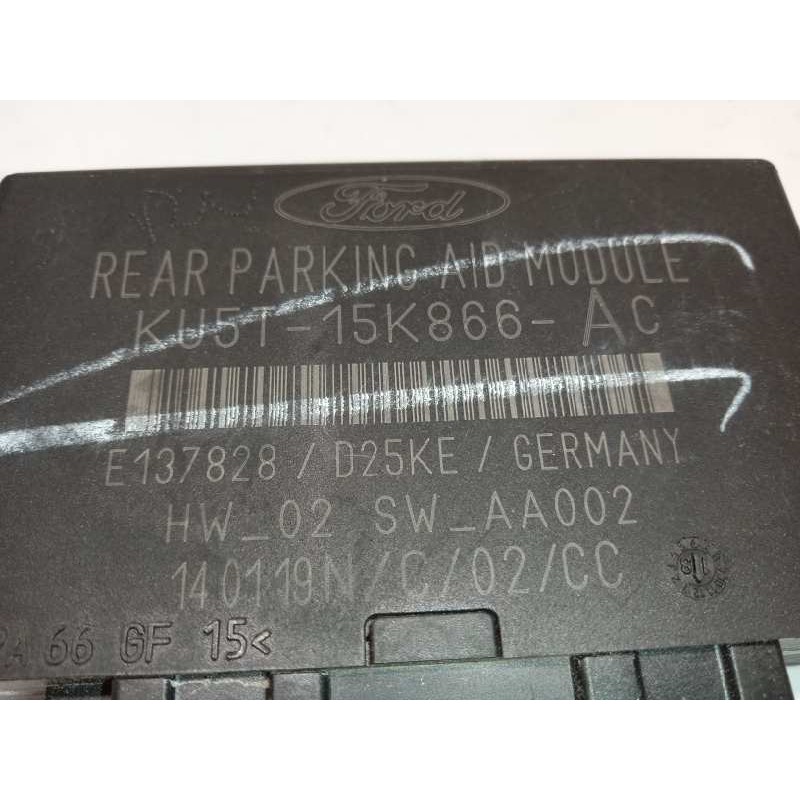 Ford
REAR PARKING AID MODULE
KU5T-15K866-AC
E137828 / D25KE / GERMANY
HW_02 SW_AA002
140119N/C/02/CC
PA 66 GF 15<